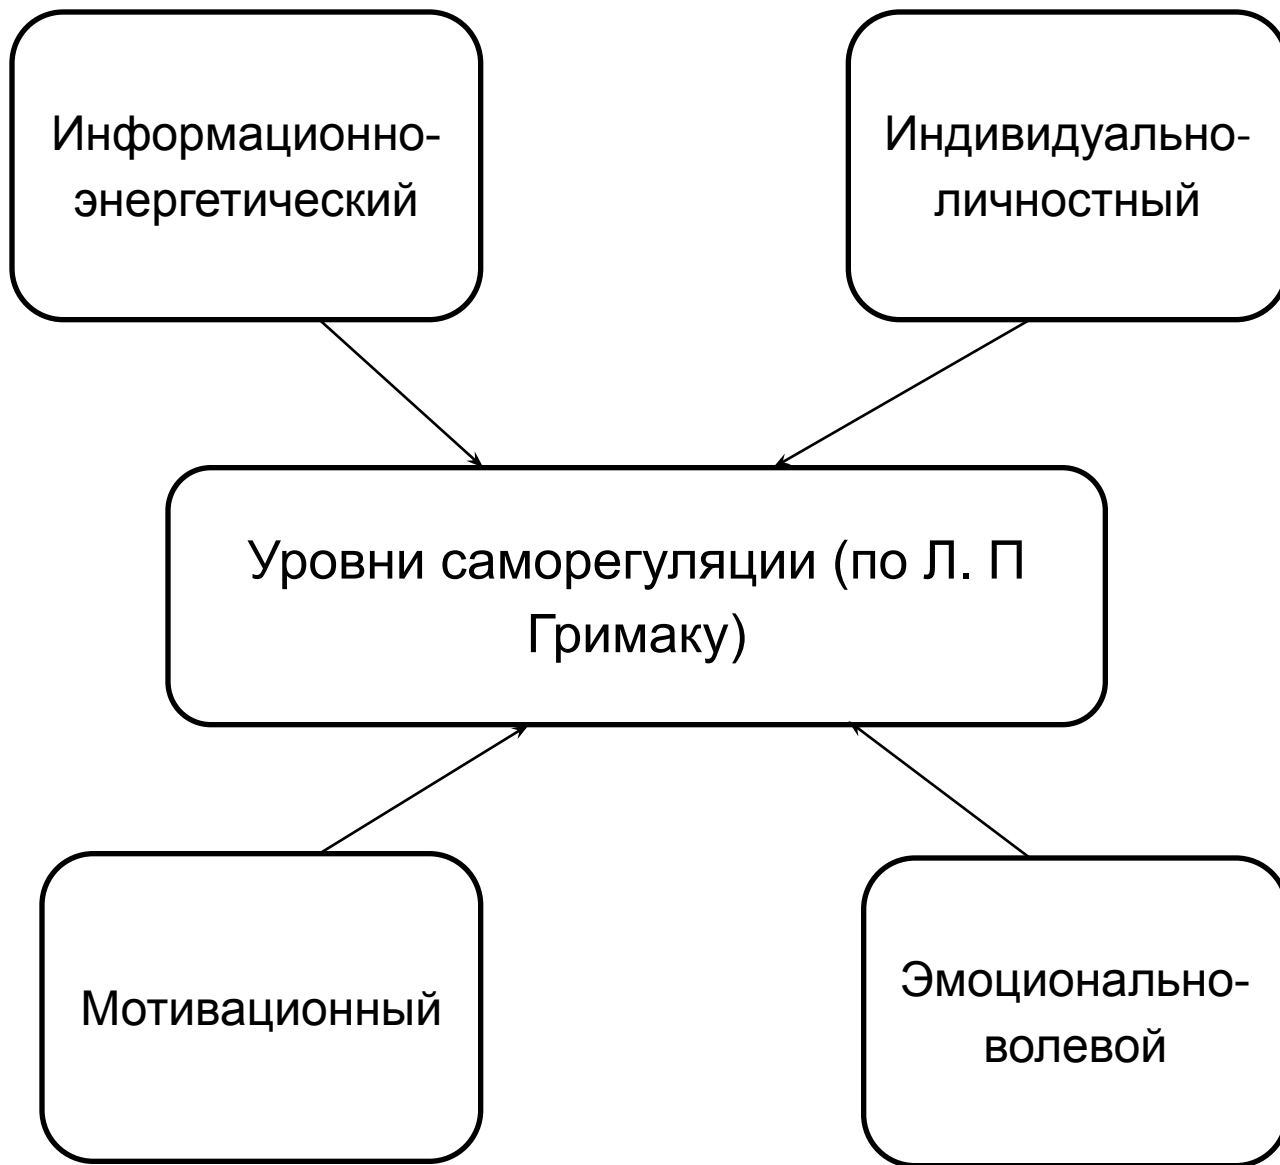 Информационно-
энергетический
Индивидуально-
личностный
Уровни саморегуляции (по Л. П
Гримаку)
Мотивационный
Эмоционально-
волевой